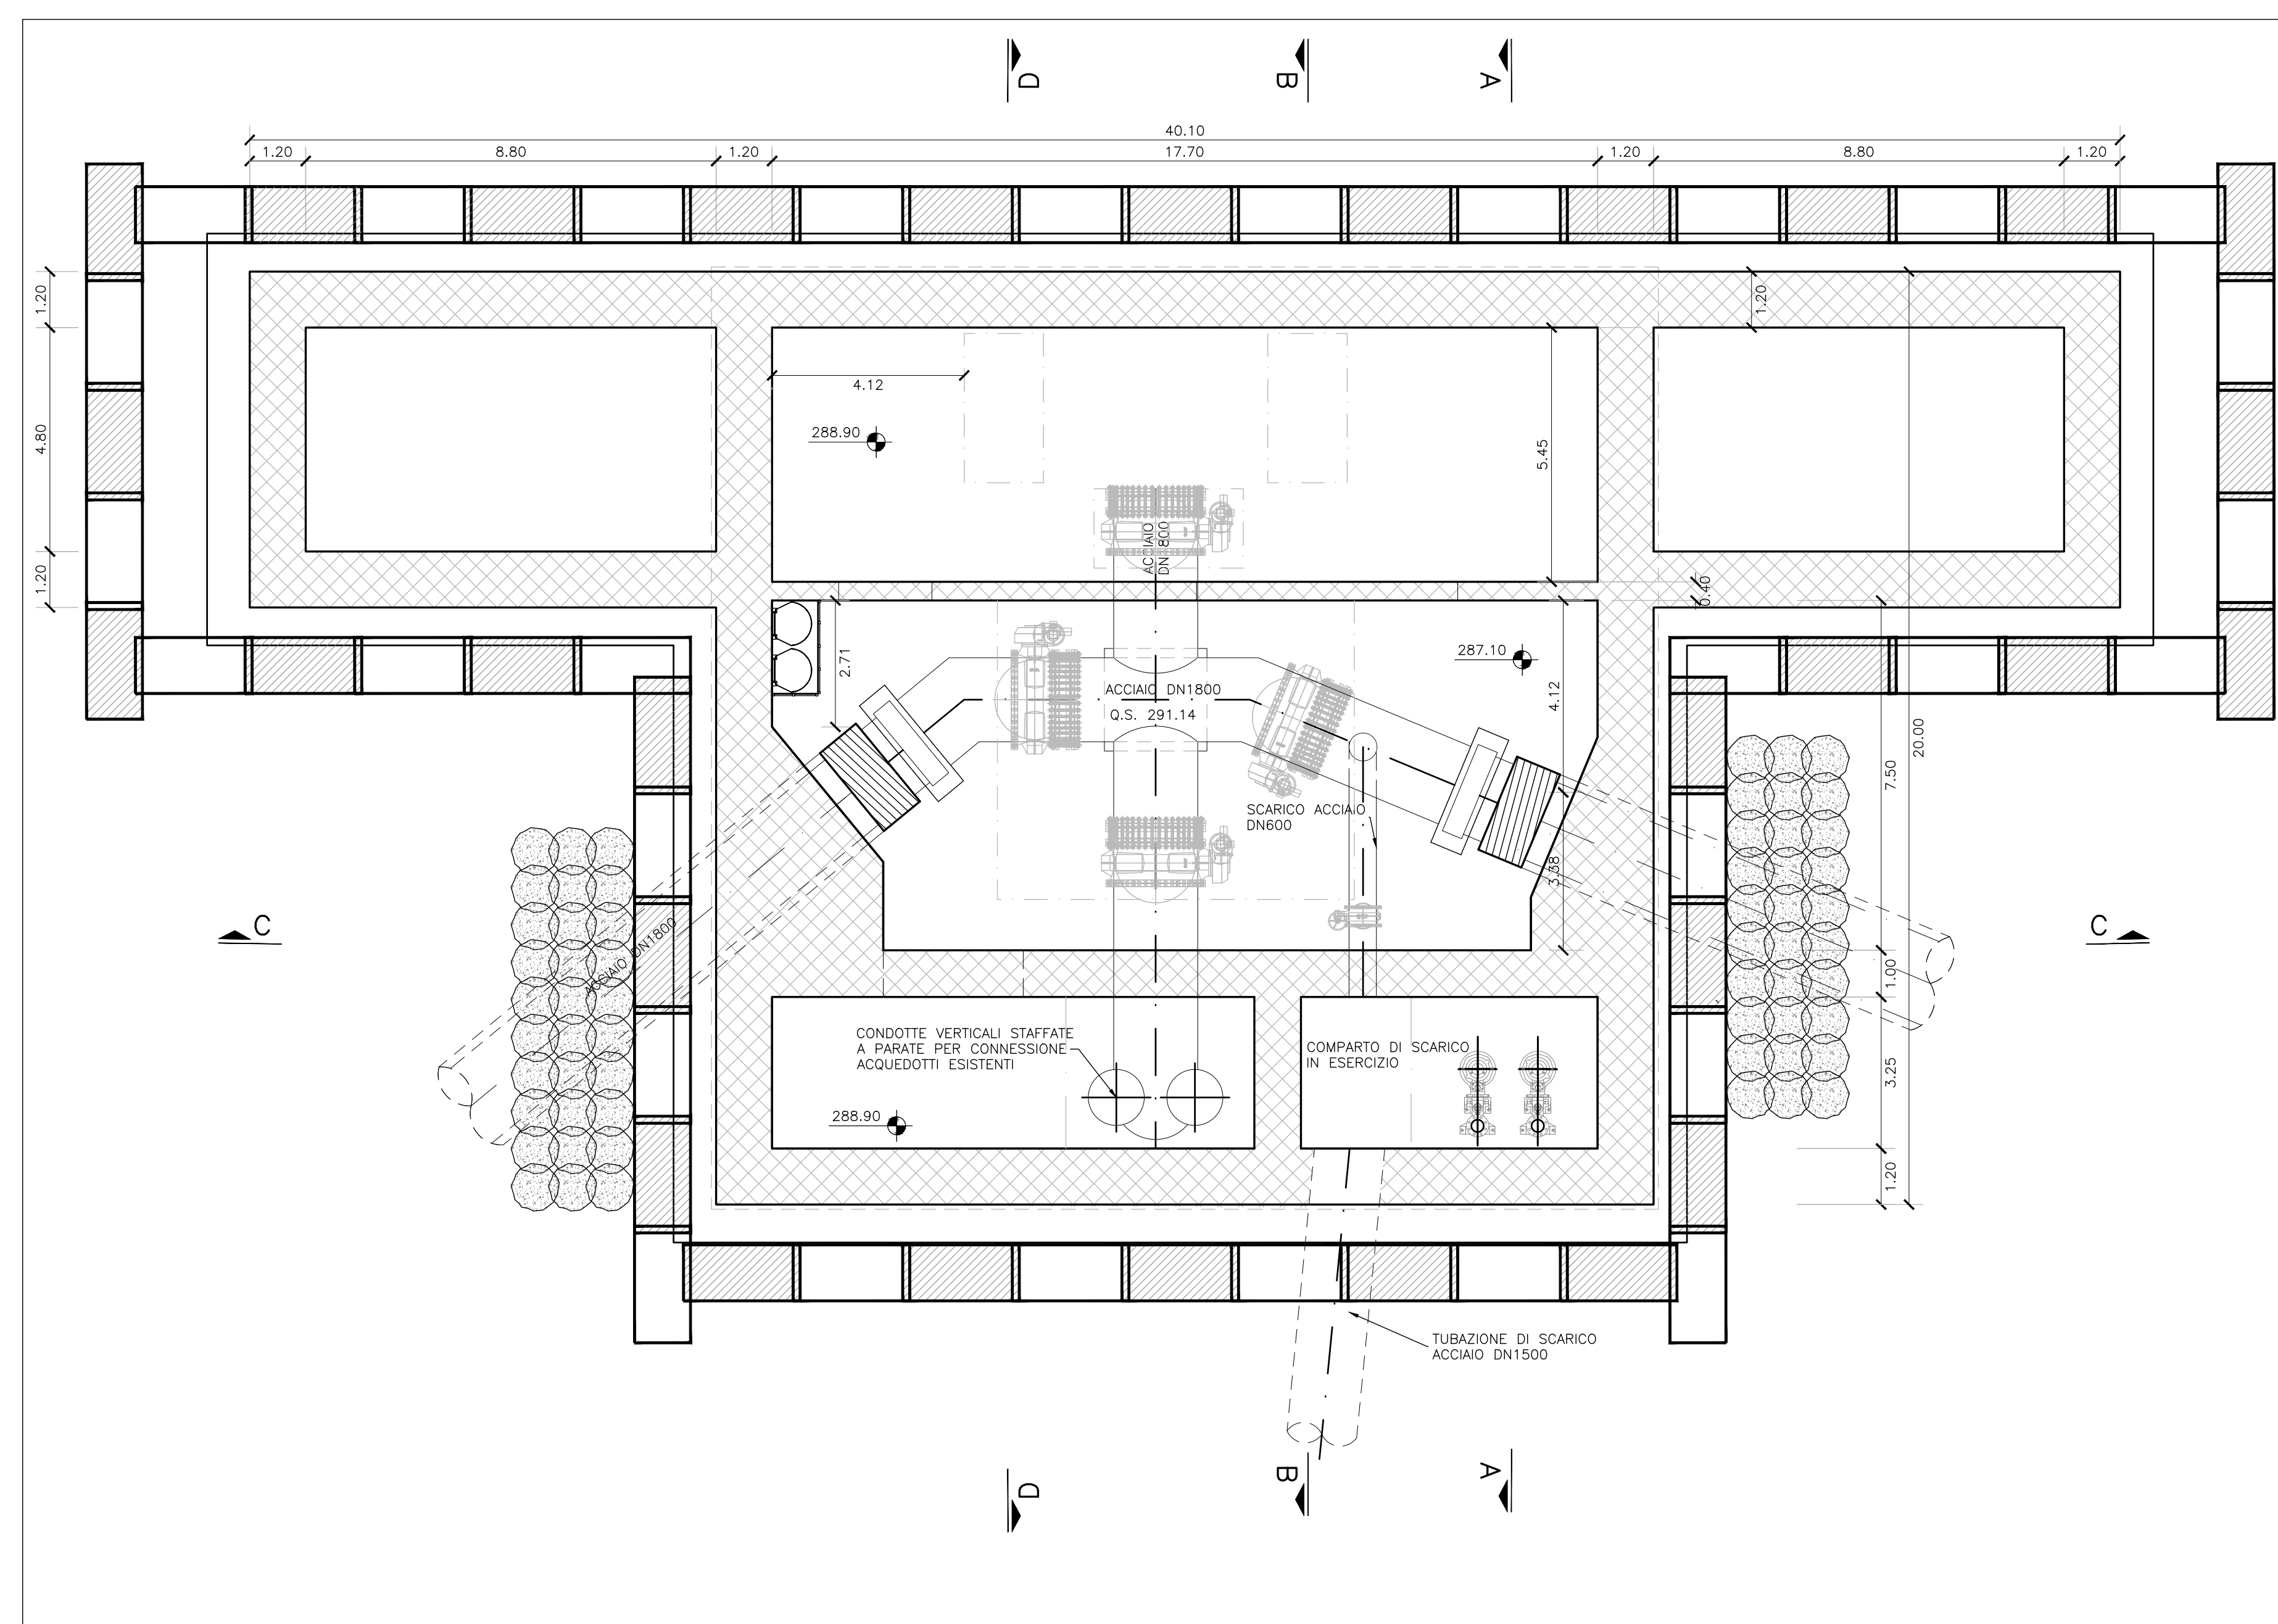 D
B
A
40.10
1.20
8.80
1.20
17.70
1.20
8.80
1.20
1.20
4.80
1.20
1.20
4.12
288.90
5.45
ACCIAIO
DN1800
0.40
2.71
287.10
ACCIAIO DN1800
Q.S. 291.14
4.12
20.00
7.50
SCARICO ACCIAIO
DN600
3.38
C
C
ACCIAIO DN1800
1.00
CONDOTTE VERTICALI STAFFATE
A PARATE PER CONNESSIONE
ACQUEDOTTI ESISTENTI
COMPARTO DI SCARICO
IN ESERCIZIO
3.25
288.90
1.20
TUBAZIONE DI SCARICO
ACCIAIO DN1500
D
B
A